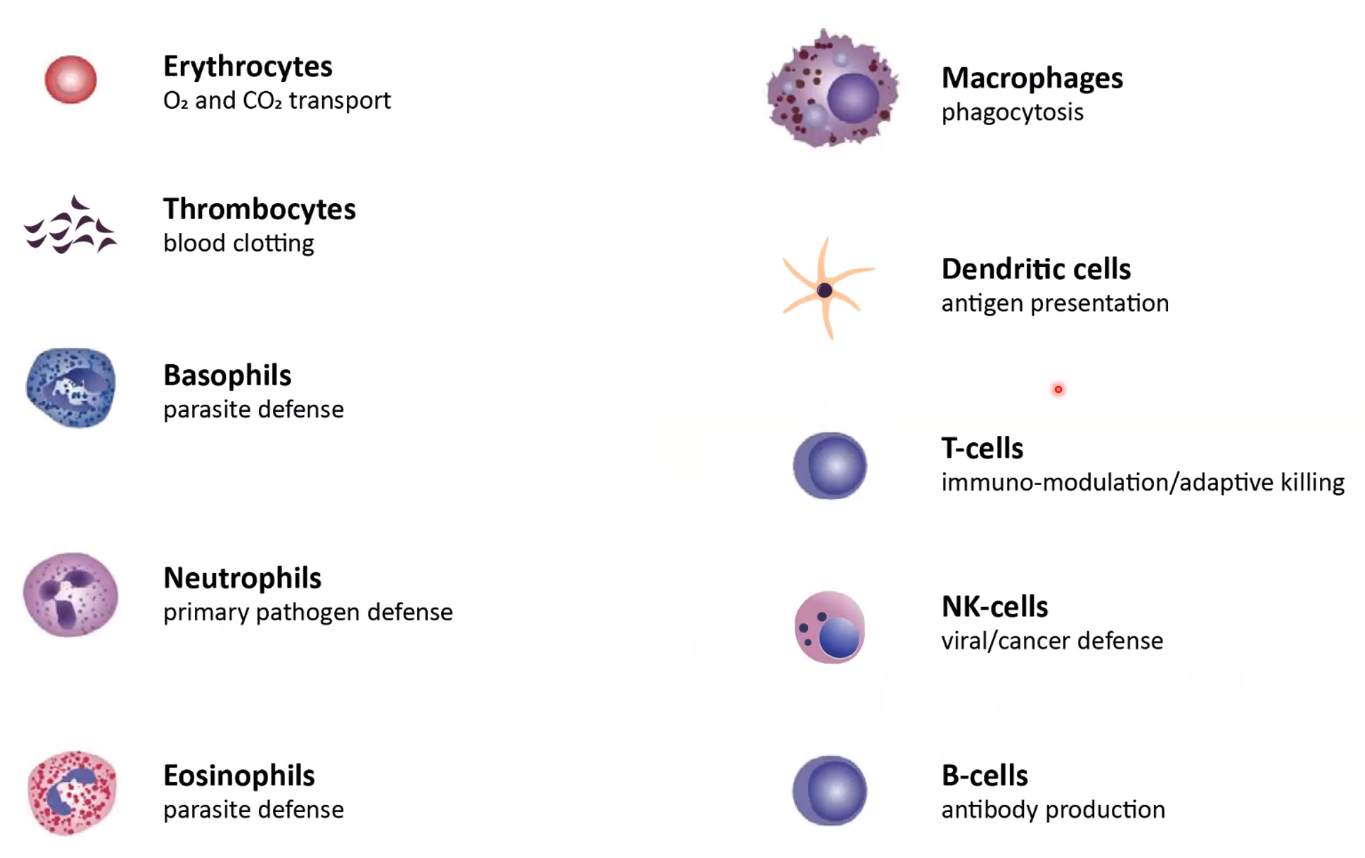 Erythrocytes
O₂ and CO₂ transport
Thrombocytes
blood clotting
Basophils
parasite defense
Neutrophils
primary pathogen defense
Eosinophils
parasite defense
Macrophages
phagocytosis
Dendritic cells
antigen presentation
T-cells
immuno-modulation/adaptive killing
NK-cells
viral/cancer defense
B-cells
antibody production